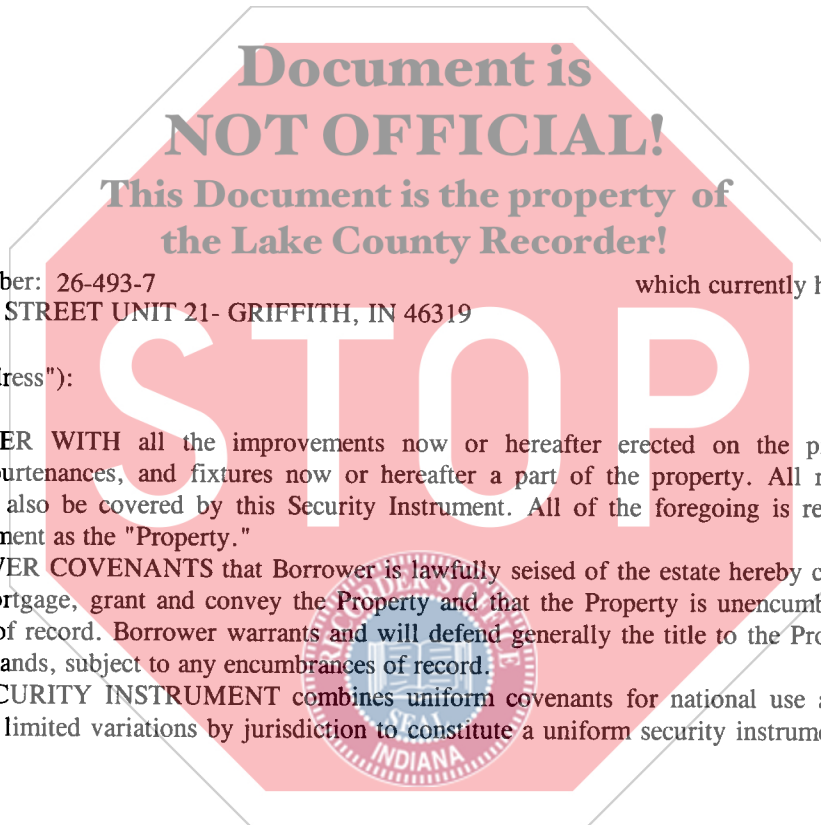 Document is
NOT OFFICIAL!
This Document is the property of
the Lake County Recorder!
ber: 26-493-7 which currently h
STREET UNIT 21- GRIFFITH, IN 46319
STOP
ress"):
ER WITH all the improvements now or hereafter erected on the p
urtenances, and fixtures now or hereafter a part of the property. All r
also be covered by this Security Instrument. All of the foregoing is re
ment as the "Property."
VER COVENANTS that Borrower is lawfully seised of the estate hereby c
rtgage, grant and convey the Property and that the Property is unencumb
of record. Borrower warrants and will defend generally the title to the Pro
ands, subject to any encumbrances of record.
CURITY INSTRUMENT combines uniform covenants for national use a
limited variations by jurisdiction to constitute a uniform security instrume
RECORDER'S OFFICE
SEAL
INDIANA